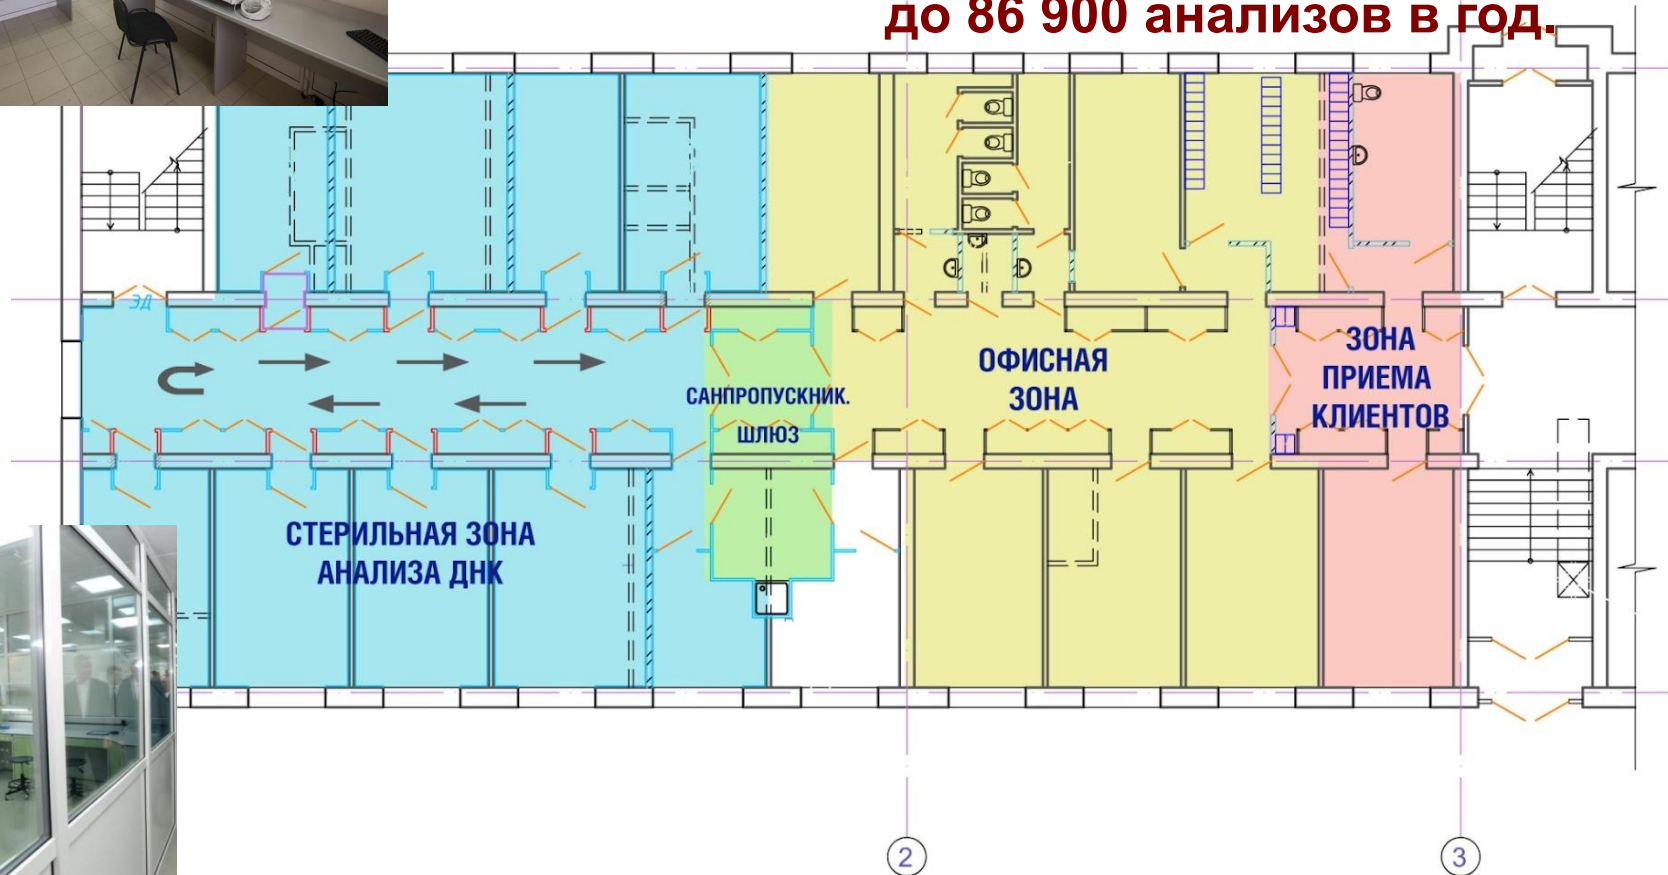 до 86 900 анализов в год.
ЭД
САНПРОПУСКНИК.
ШЛЮЗ
ОФИСНАЯ
ЗОНА
ЗОНА
ПРИЕМА
КЛИЕНТОВ
СТЕРИЛЬНАЯ ЗОНА
АНАЛИЗА ДНК
2
3